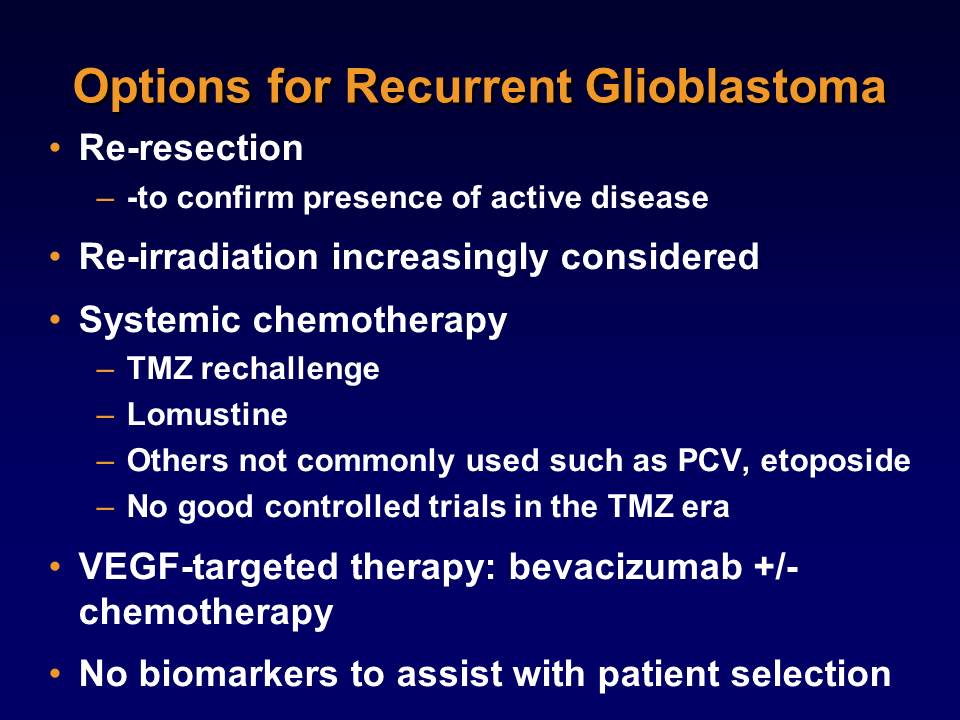 Options for Recurrent Glioblastoma
• Re-resection
– -to confirm presence of active disease
• Re-irradiation increasingly considered
• Systemic chemotherapy
– TMZ rechallenge
– Lomustine
– Others not commonly used such as PCV, etoposide
– No good controlled trials in the TMZ era
• VEGF-targeted therapy: bevacizumab +/-
chemotherapy
• No biomarkers to assist with patient selection